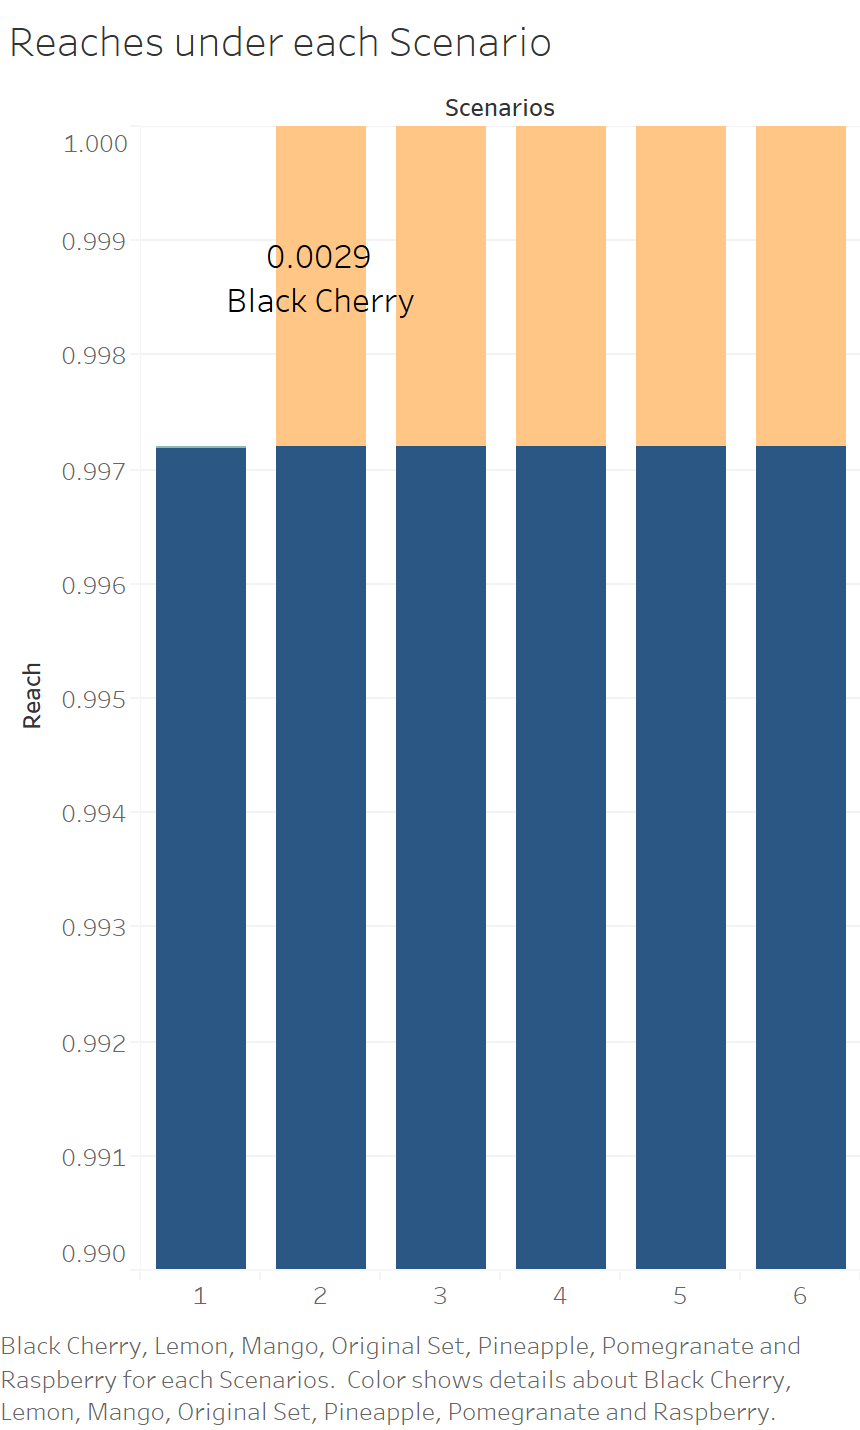 Reaches under each Scenario
Scenarios
1.000
0.999
0.0029
Black Cherry
0.998
0.997
0.996
0.995
Reach
0.994
0.993
0.992
0.991
0.990
1 2 3 4 5 6
Black Cherry, Lemon, Mango, Original Set, Pineapple, Pomegranate and
Raspberry for each Scenarios.  Color shows details about Black Cherry,
Lemon, Mango, Original Set, Pineapple, Pomegranate and Raspberry.